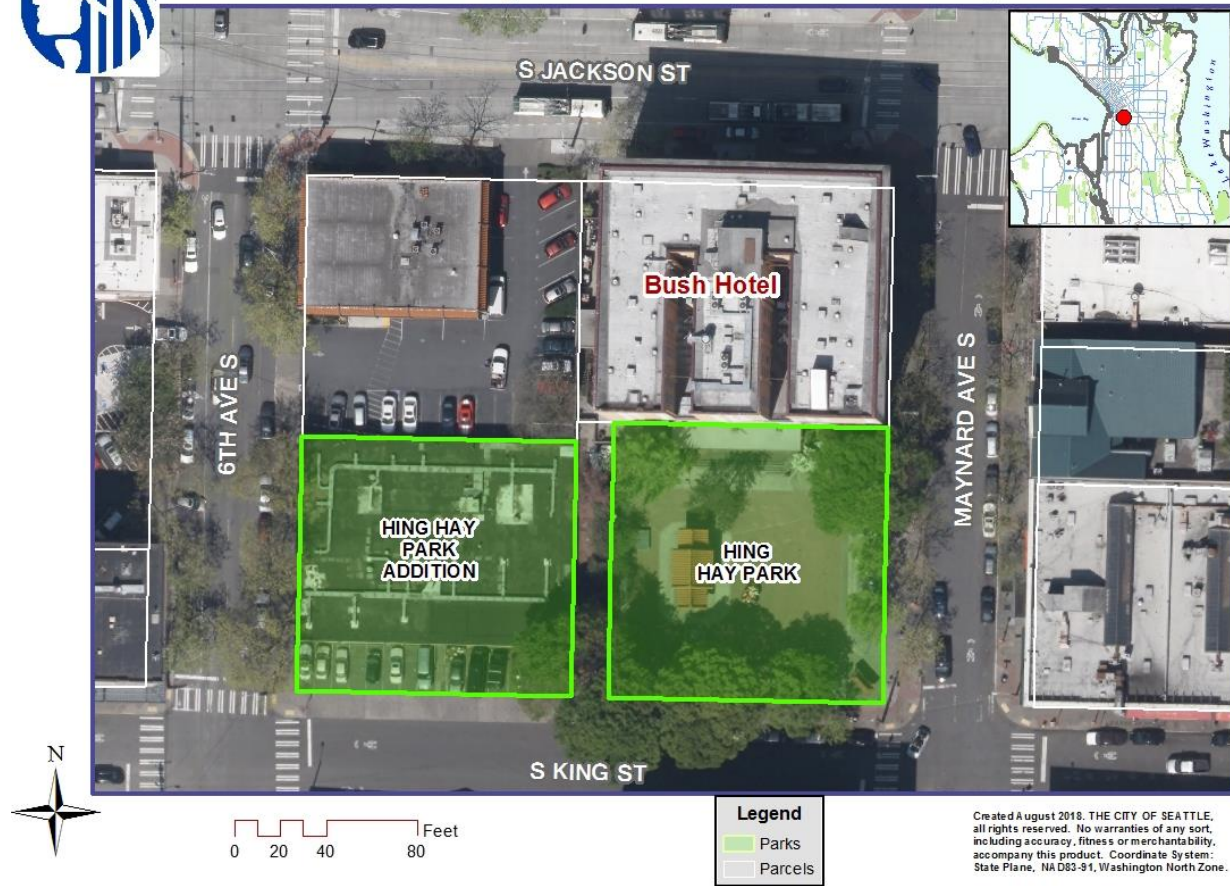 S JACKSON ST
Lake Washington
Bush Hotel
6TH AVE S
MAYNARD AVE S
HING HAY
PARK
ADDITION
HING
HAY PARK
S KING ST
N
Feet
0 20 40 80
Legend
Parks
Parcels
Created August 2018. THE CITY OF SEATTLE,
all rights reserved. No warranties of any sort,
including accuracy, fitness or merchantability,
accompany this product. Coordinate System:
State Plane, NAD83-91, Washington North Zone.